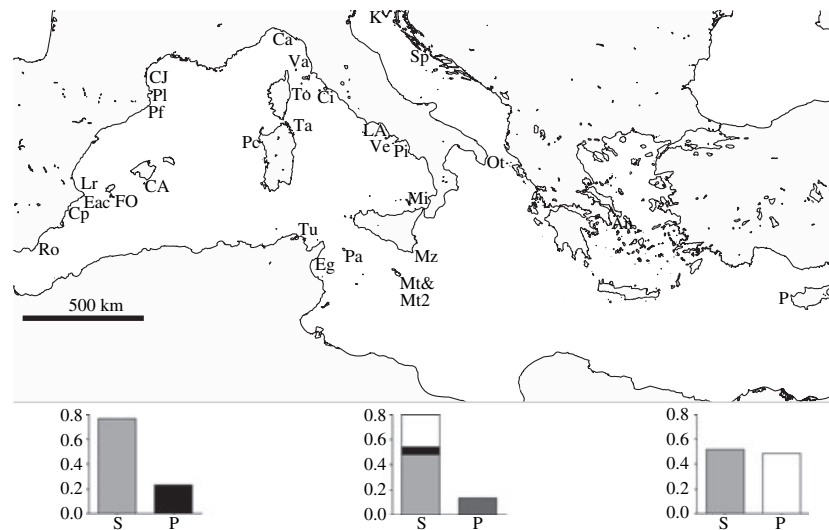 K
Ca
Sp
Va
CJ
Pl
To
Ci
Pf
Ta
LA
Pc
Ve
Pi
Ot
Lr
CA
Eac
FO
Mi
Cp
An
Tu
Ro
Mz
Pa
Eg
Mt&
Mt2
P
500 km
0.8
0.6
0.4
0.2
0.0
S P
0.8
0.6
0.4
0.2
0.0
S P
0.8
0.6
0.4
0.2
0.0
S P